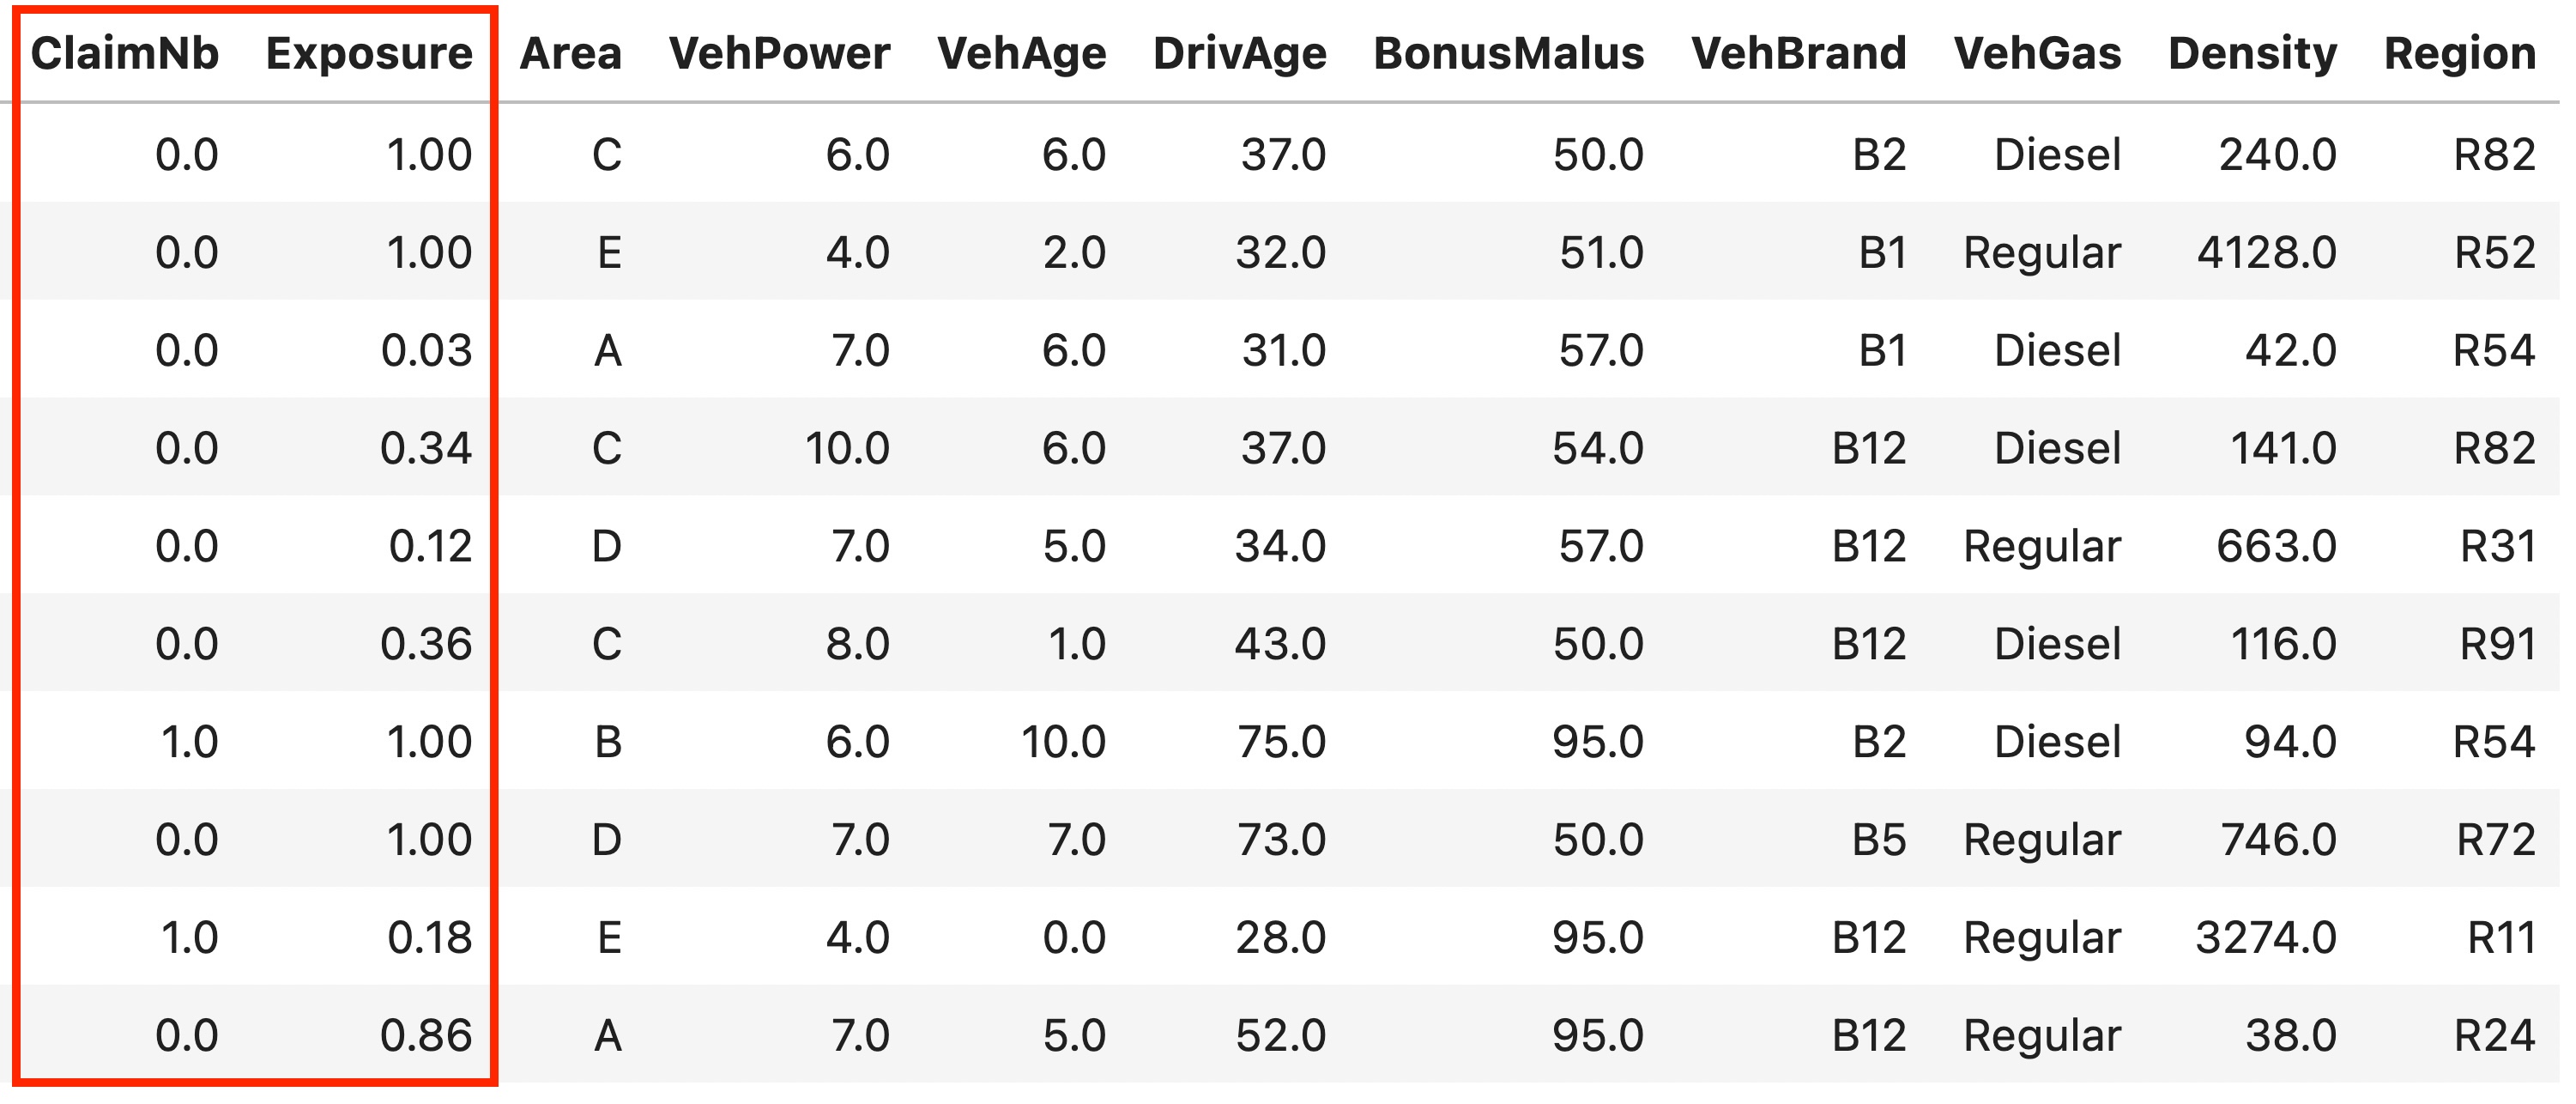 ClaimNb Exposure Area VehPower VehAge DrivAge BonusMalus VehBrand VehGas Density Region
0.0 1.00 C 6.0 6.0 37.0 50.0 B2 Diesel 240.0 R82
0.0 1.00 E 4.0 2.0 32.0 51.0 B1 Regular 4128.0 R52
0.0 0.03 A 7.0 6.0 31.0 57.0 B1 Diesel 42.0 R54
0.0 0.34 C 10.0 6.0 37.0 54.0 B12 Diesel 141.0 R82
0.0 0.12 D 7.0 5.0 34.0 57.0 B12 Regular 663.0 R31
0.0 0.36 C 8.0 1.0 43.0 50.0 B12 Diesel 116.0 R91
1.0 1.00 B 6.0 10.0 75.0 95.0 B2 Diesel 94.0 R54
0.0 1.00 D 7.0 7.0 73.0 50.0 B5 Regular 746.0 R72
1.0 0.18 E 4.0 0.0 28.0 95.0 B12 Regular 3274.0 R11
0.0 0.86 A 7.0 5.0 52.0 95.0 B12 Regular 38.0 R24